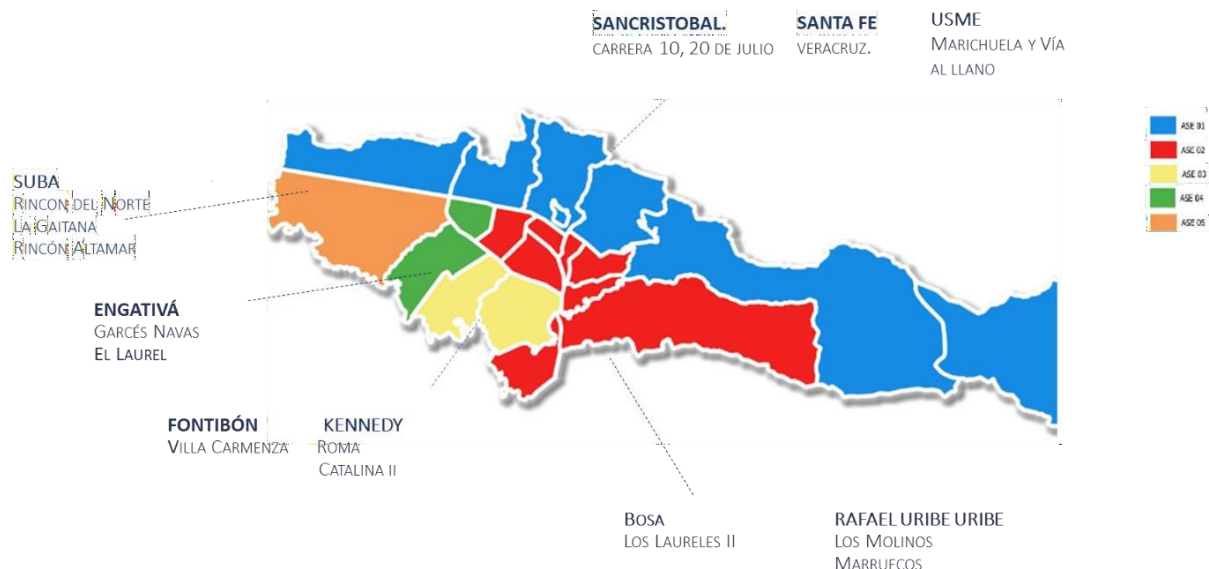 SANCRISTOBAL.
CARRERA 10, 20 DE JULIO
SANTA FE
VERACRUZ.
USME
MARICHUELA Y VÍA
AL LLANO
ASE 01
ASE 02
ASE 03
ASE 04
ASE 05
SUBA
RINCON DEL NORTE
LA GAITANA
RINCÓN ALTAMAR
ENGATIVÁ
GARCÉS NAVAS
EL LAUREL
FONTIBÓN
VILLA CARMENZA
KENNEDY
ROMA
CATALINA II
BOSA
LOS LAURELES II
RAFAEL URIBE URIBE
LOS MOLINOS
MARRUECOS